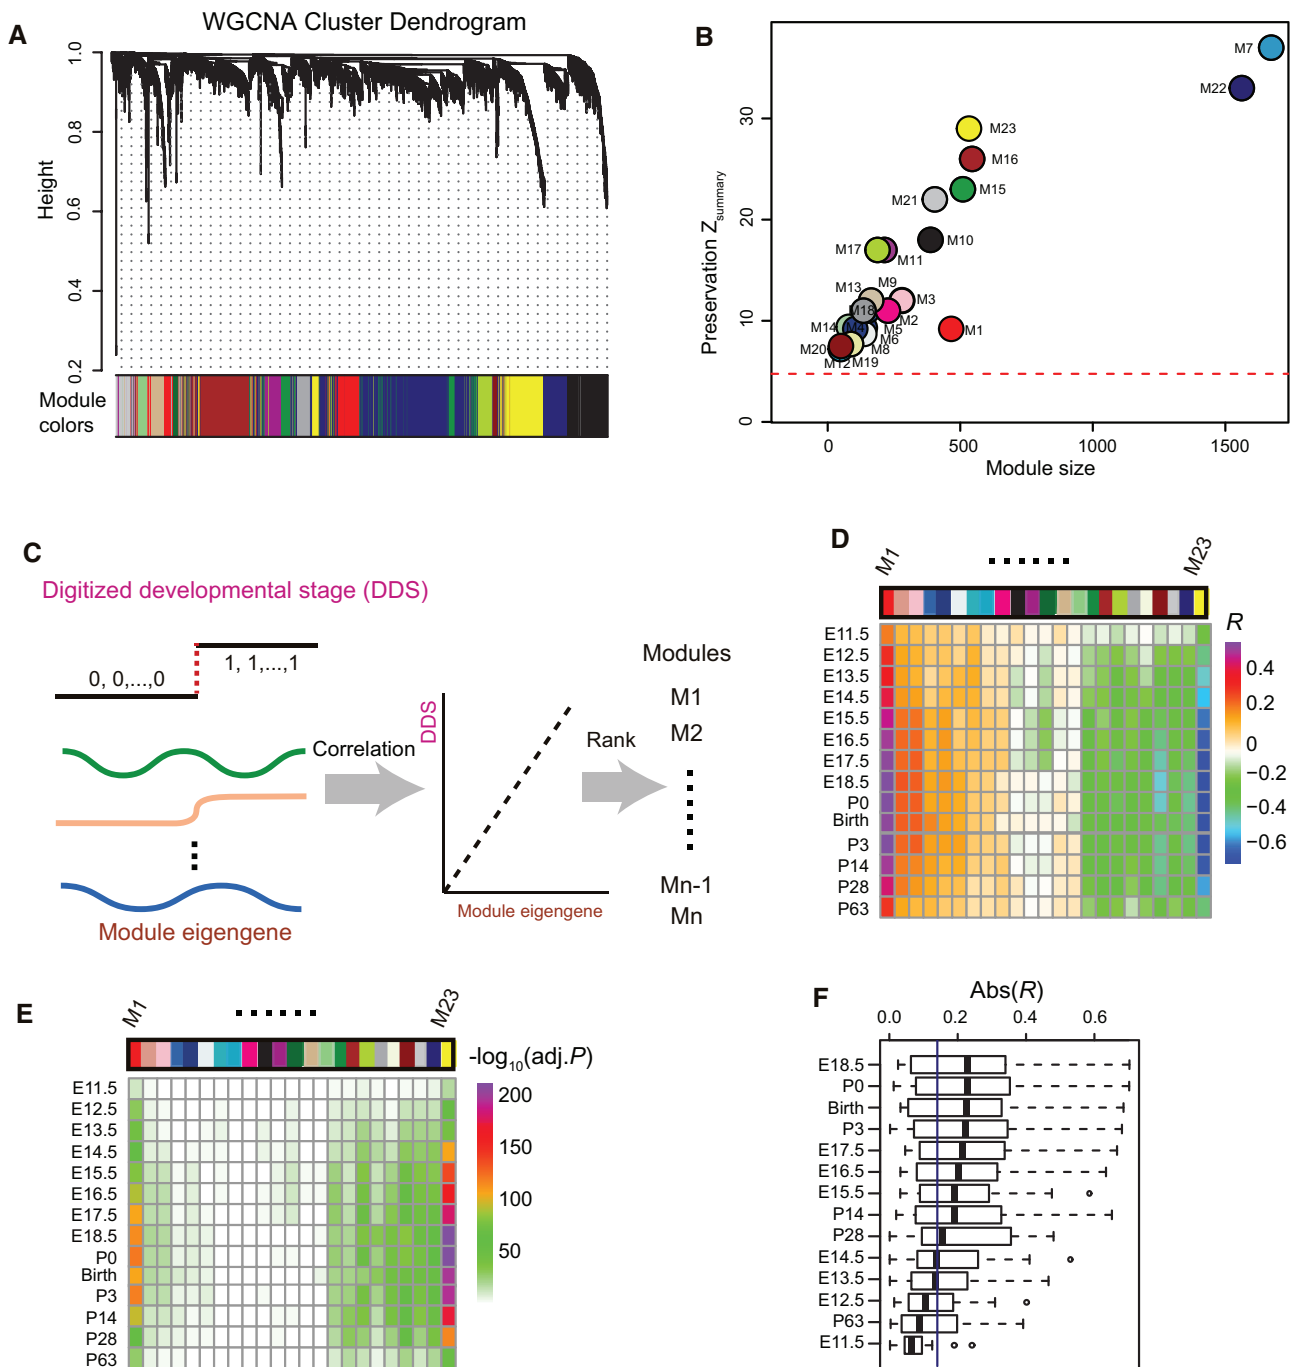 A
WGCNA Cluster Dendrogram
Height
1.0
0.8
0.6
0.4
0.2
Module
colors
B
Preservation Zsummary
30
20
10
0
M7
M22
M23
M16
M15
M21
M10
M17
M11
M13
M9
M3
M18
M2
M14
M4
M5
M1
M6
M20
M8
M12
M19
0
500
1000
1500
Module size
C
Digitized developmental stage (DDS)
0, 0,...,0
1, 1,...,1
Correlation
DDS
Module eigengene
Rank
Modules
M1
M2
Mn-1
Mn
Module eigengene
D
M1
M23
E11.5
E12.5
E13.5
E14.5
E15.5
E16.5
E17.5
E18.5
P0
Birth
P3
P14
P28
P63
R
0.4
0.2
0
−0.2
−0.4
−0.6
E
M1
M23
-log10(adj.P)
E11.5
E12.5
E13.5
E14.5
E15.5
E16.5
E17.5
E18.5
P0
Birth
P3
P14
P28
P63
200
150
100
50
F
Abs(R)
0.0 0.2 0.4 0.6
E18.5
P0
Birth
P3
E17.5
E16.5
E15.5
P14
P28
E14.5
E13.5
E12.5
P63
E11.5